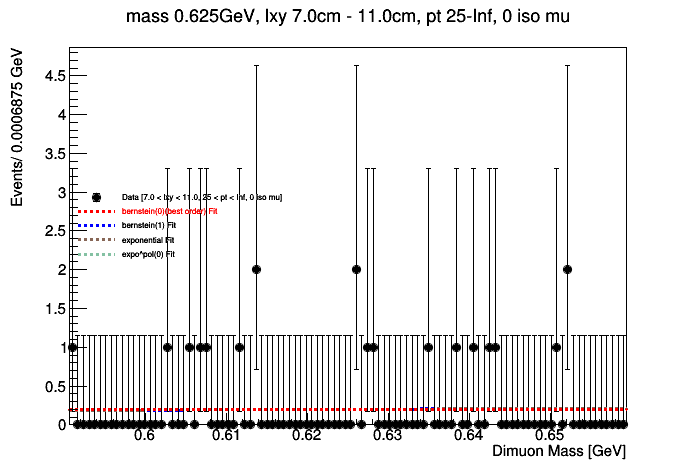 mass 0.625GeV, lxy 7.0cm - 11.0cm, pt 25-Inf, 0 iso mu
Events/ 0.0006875 GeV
4.5
4
3.5
3
2.5
2
1.5
1
0.5
0
Data [7.0 < lxy < 11.0, 25 < pt < Inf, 0 iso mu]
bernstein(0)(best order) Fit
bernstein(1) Fit
exponential Fit
expo*pol(0) Fit
0.6 0.61 0.62 0.63 0.64 0.65
Dimuon Mass [GeV]